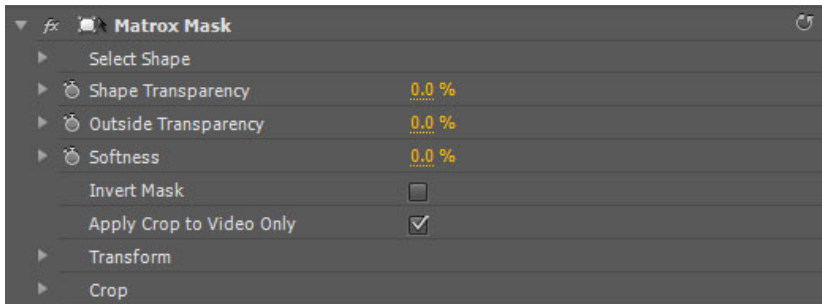 fx Matrox Mask
Select Shape
Shape Transparency 0.0 %
Outside Transparency 0.0 %
Softness 0.0 %
Invert Mask
Apply Crop to Video Only
Transform
Crop